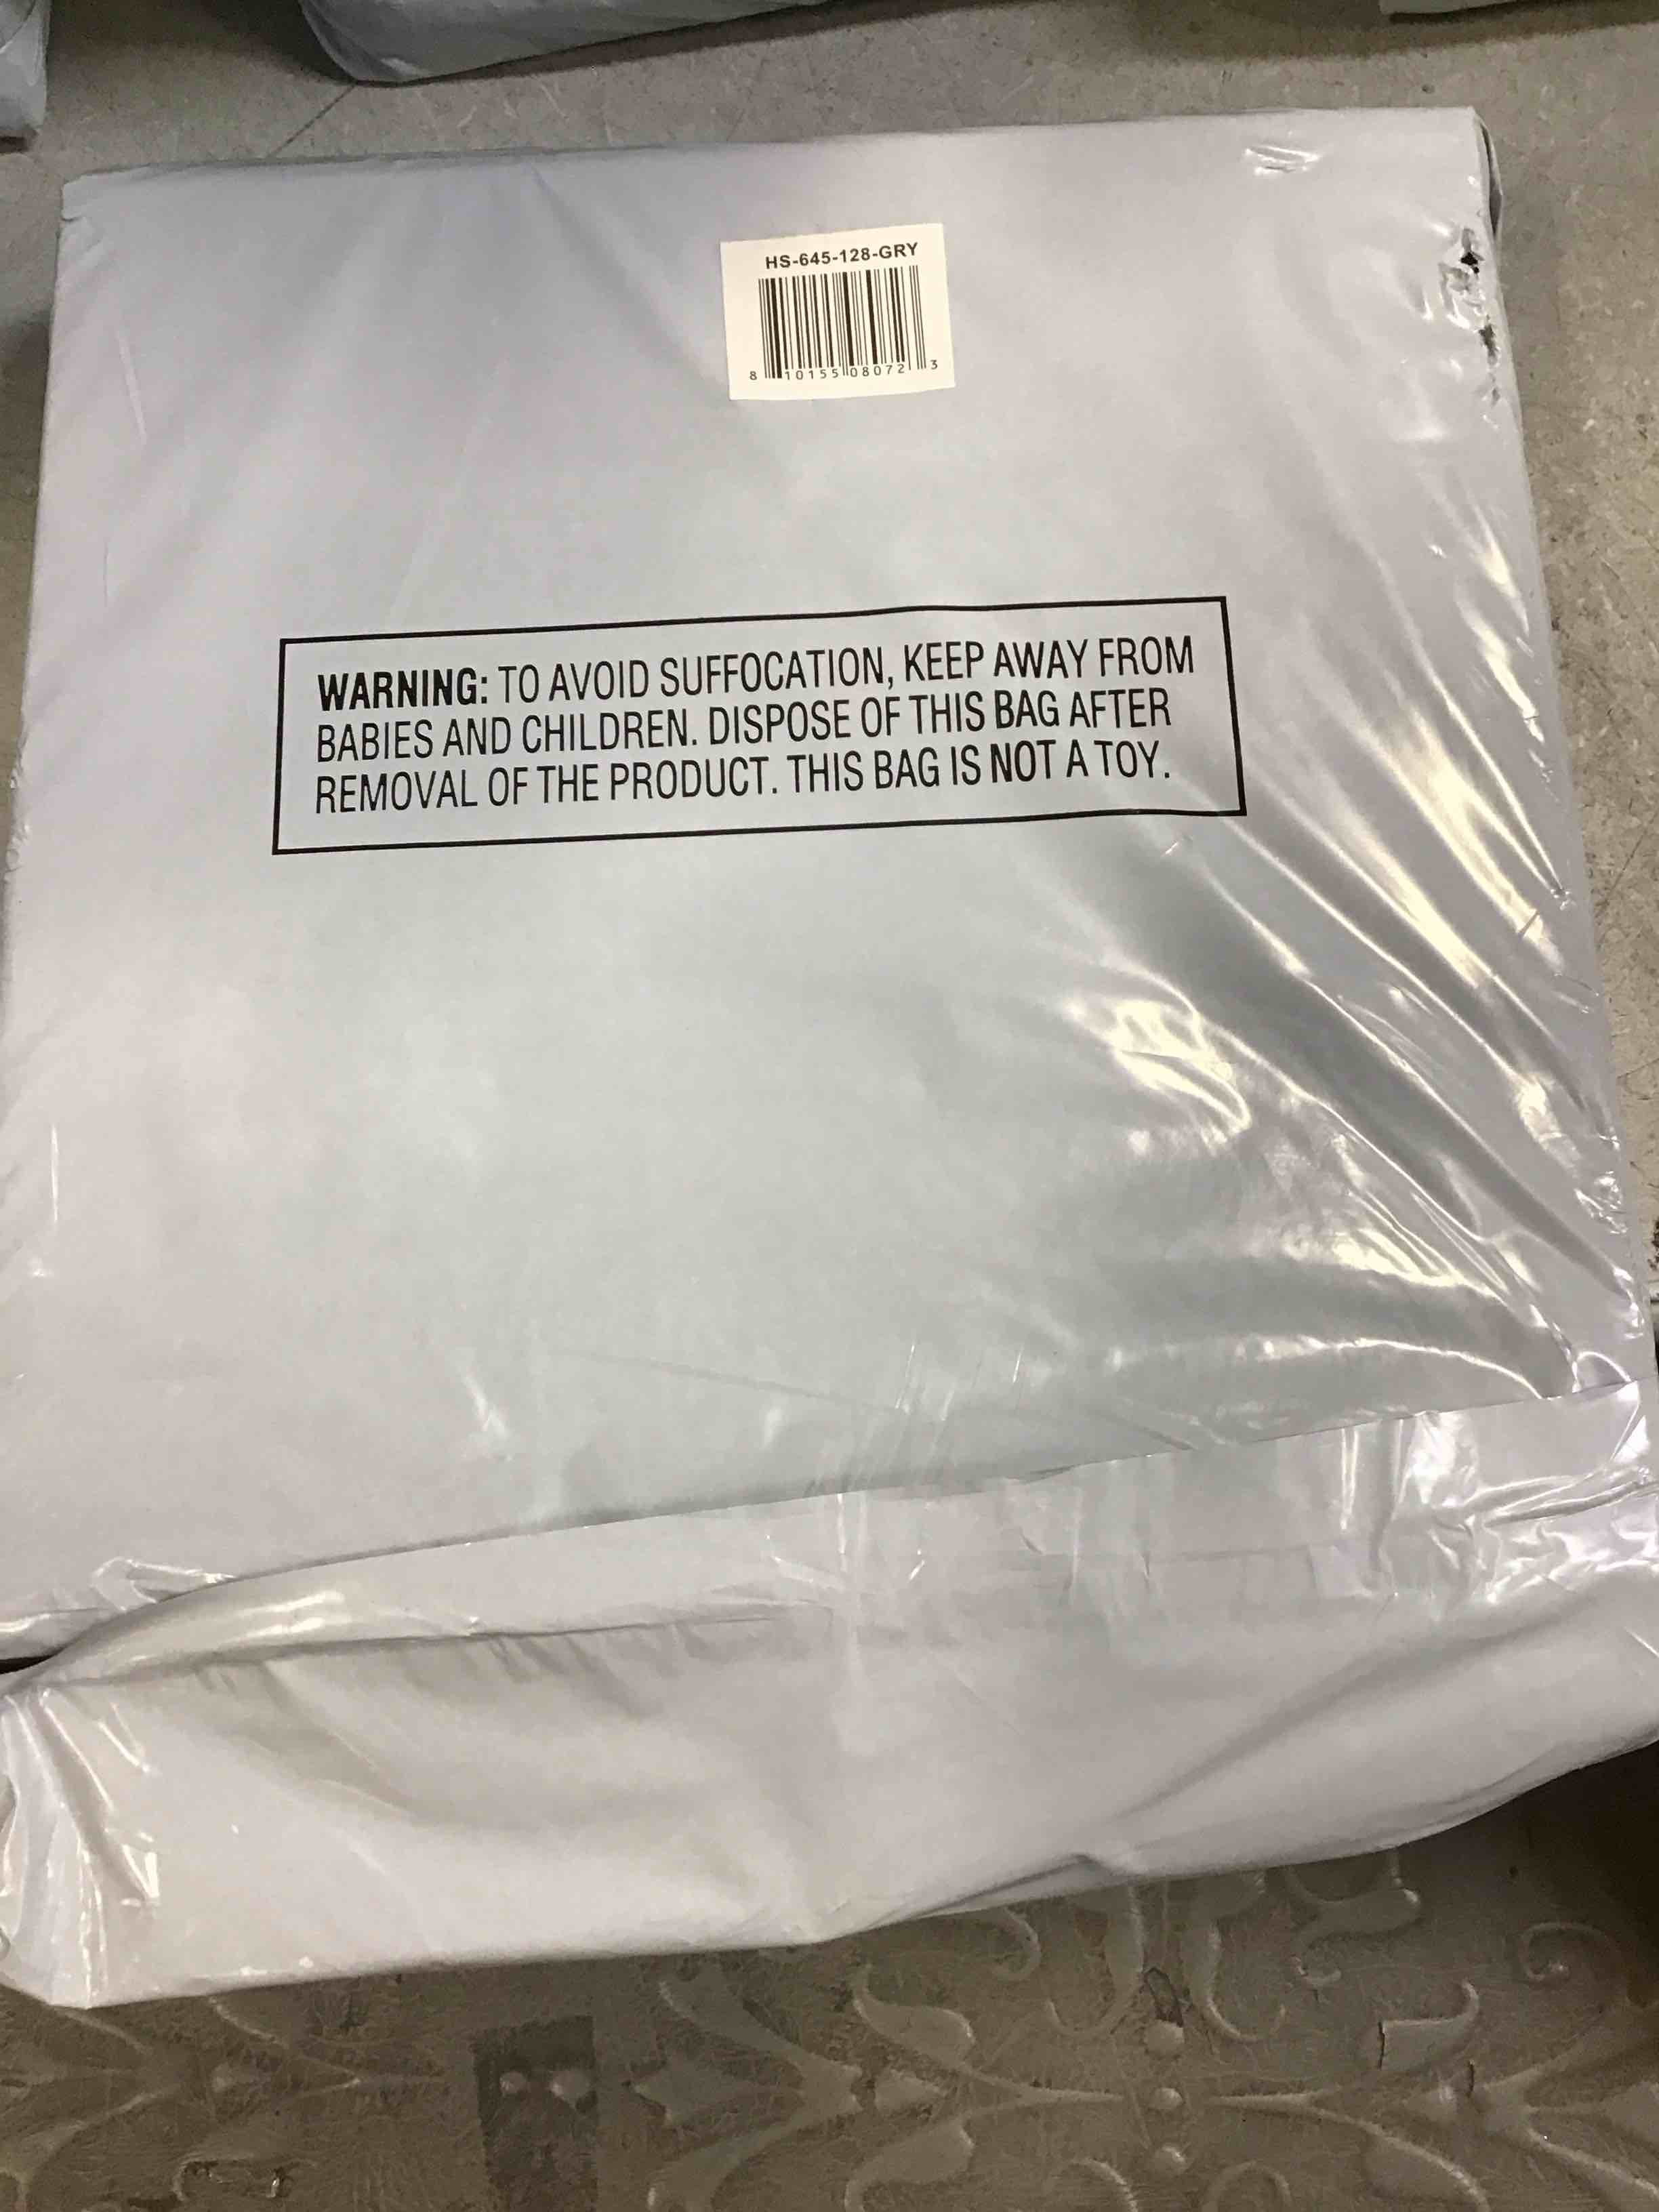 HS-645-128-GRY
8 10155 08072 3
WARNING: TO AVOID SUFFOCATION, KEEP AWAY FROM
BABIES AND CHILDREN. DISPOSE OF THIS BAG AFTER
REMOVAL OF THE PRODUCT. THIS BAG IS NOT A TOY.